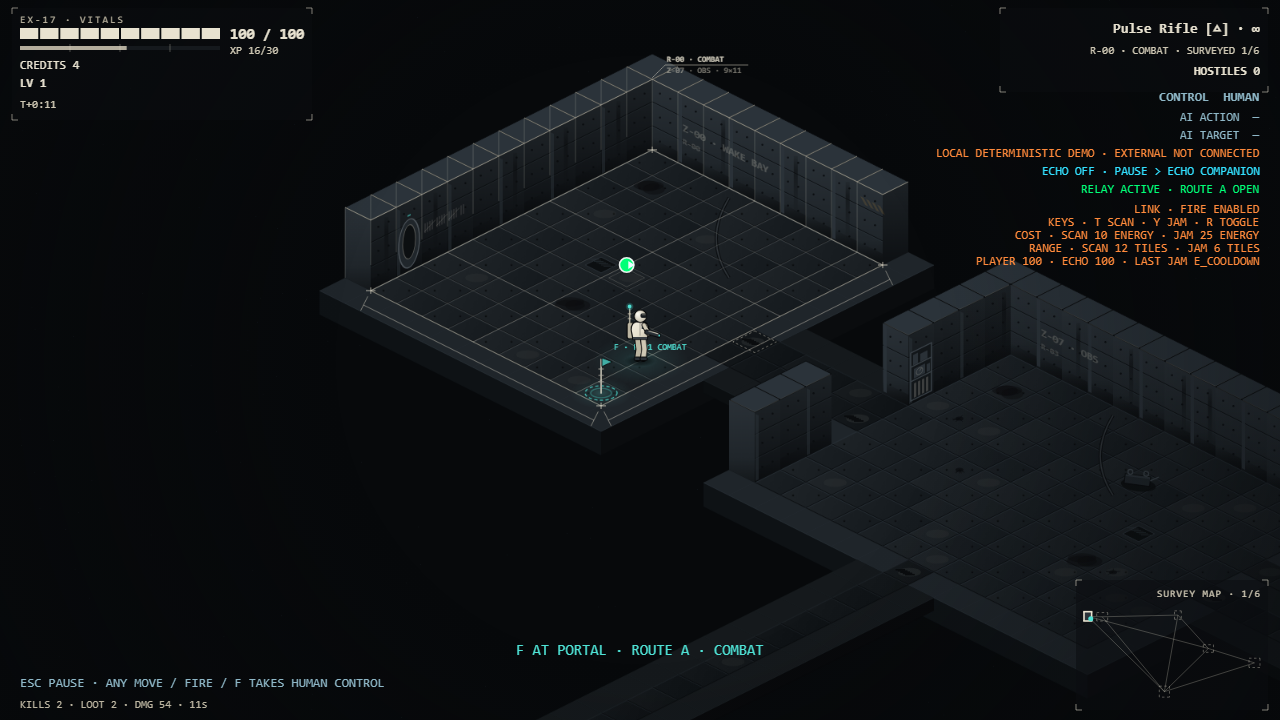 EX-17 · VITALS
100 / 100
XP 16/30
CREDITS 4
LV 1
T+0:11
R-00 · COMBAT
Z-07 · OBS · 9×11
Pulse Rifle [▵] · ∞
R-00 · COMBAT · SURVEYED 1/6
HOSTILES 0
CONTROL HUMAN
AI ACTION —
AI TARGET —
LOCAL DETERMINISTIC DEMO · EXTERNAL NOT CONNECTED
ECHO OFF · PAUSE > ECHO COMPANION
RELAY ACTIVE · ROUTE A OPEN
LINK · FIRE ENABLED
KEYS · T SCAN · Y JAM · R TOGGLE
COST · SCAN 10 ENERGY · JAM 25 ENERGY
RANGE · SCAN 12 TILES · JAM 6 TILES
PLAYER 100 · ECHO 100 · LAST JAM E_COOLDOWN
Z-00 · WAKE BAY
Z-07 · OBS
F · COMBAT
SURVEY MAP · 1/6
F AT PORTAL · ROUTE A · COMBAT
ESC PAUSE · ANY MOVE / FIRE / F TAKES HUMAN CONTROL
KILLS 2 · LOOT 2 · DMG 54 · 11s